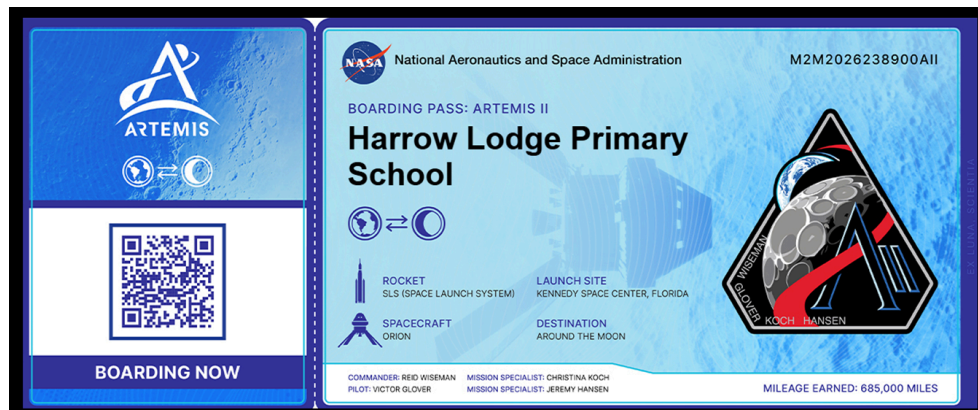 ARTEMIS
BOARDING NOW
NASA
National Aeronautics and Space Administration
M2M2026238900AII
BOARDING PASS: ARTEMIS II
Harrow Lodge Primary
School
ROCKET
SLS (SPACE LAUNCH SYSTEM)
LAUNCH SITE
KENNEDY SPACE CENTER, FLORIDA
SPACECRAFT
ORION
DESTINATION
AROUND THE MOON
WISEMAN
GLOVER
KOCH HANSEN
AII
COMMANDER: REID WISEMAN
MISSION SPECIALIST: CHRISTINA KOCH
PILOT: VICTOR GLOVER
MISSION SPECIALIST: JEREMY HANSEN
MILEAGE EARNED: 685,000 MILES